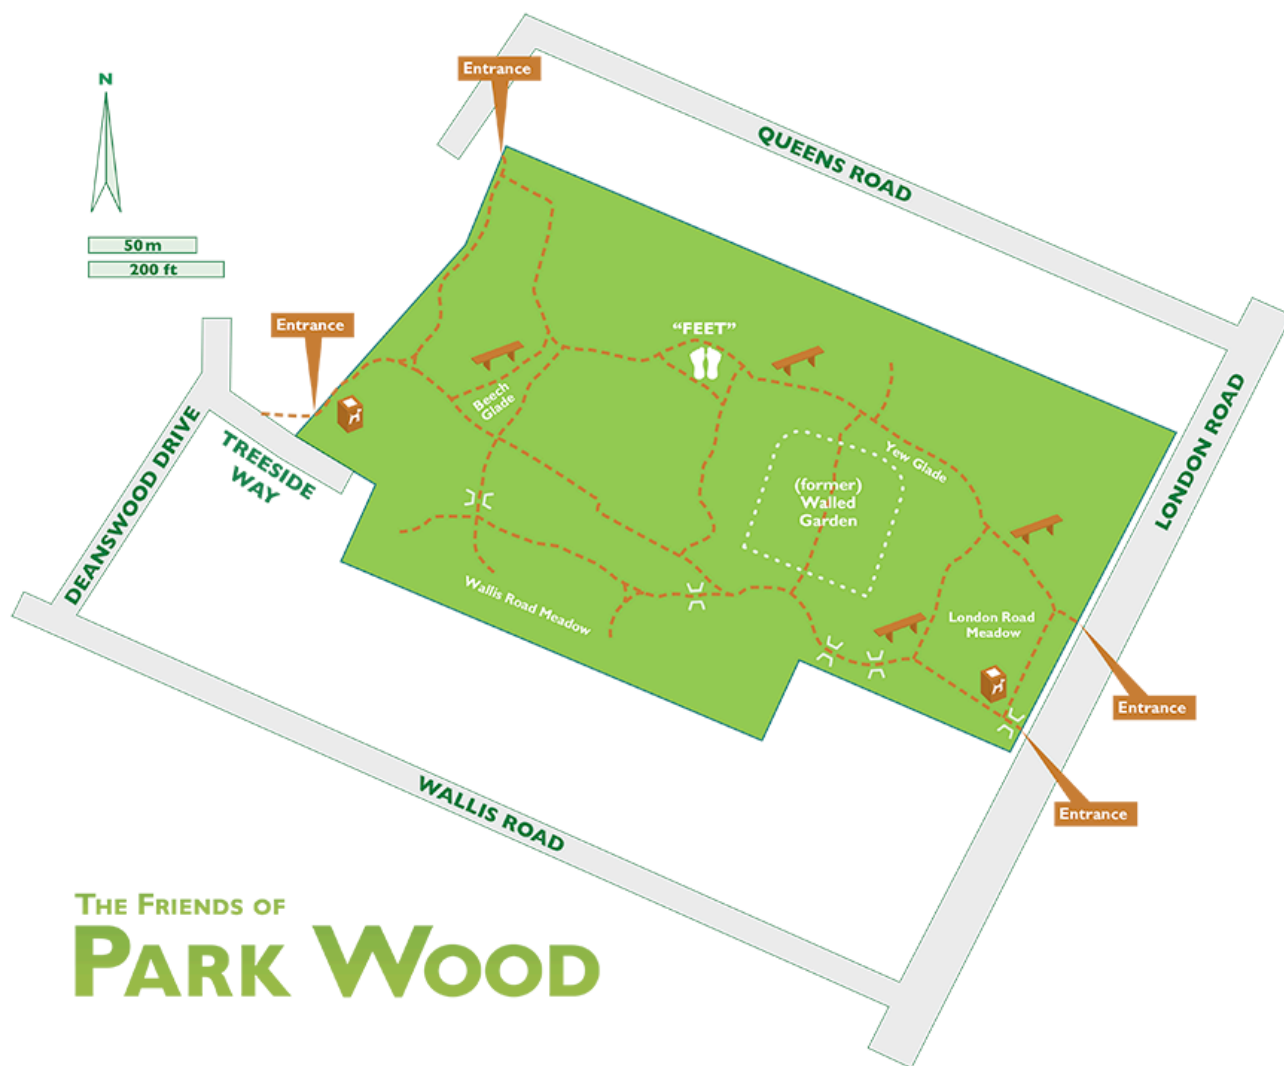 Entrance
N
QUEENS ROAD
50 m
200 ft
Entrance
"FEET"
Beech
Glade
Yew Glade
(former)
Walled
Garden
LONDON ROAD
TREESIDE
WAY
DEANSWOOD DRIVE
Wallis Road Meadow
London Road
Meadow
Entrance
Entrance
WALLIS ROAD
THE FRIENDS OF
PARK WOOD